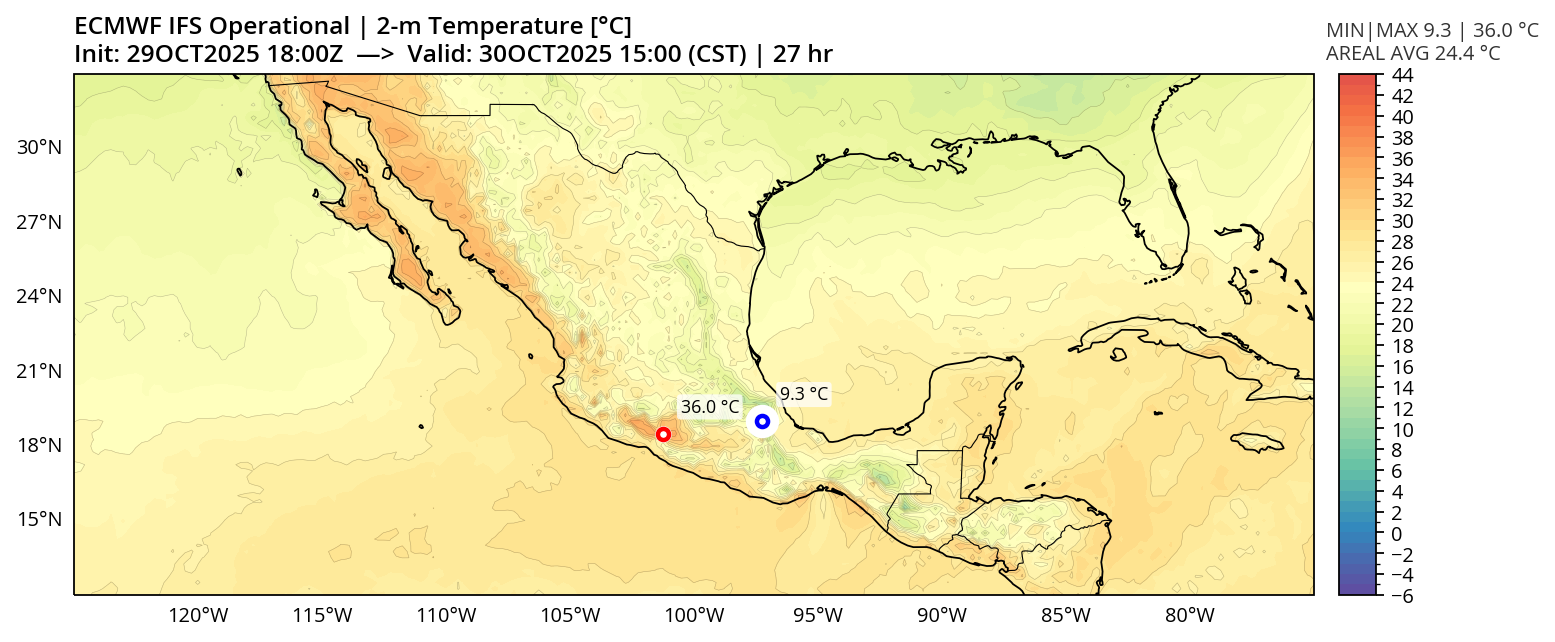 ECMWF IFS Operational | 2-m Temperature [°C]
Init: 29OCT2025 18:00Z —> Valid: 30OCT2025 15:00 (CST) | 27 hr
MIN|MAX 9.3 | 36.0 °C
AREAL AVG 24.4 °C
44
42
40
38
36
34
32
30
28
26
24
22
20
18
16
14
12
10
8
6
4
2
0
−2
−4
−6
30°N
27°N
24°N
21°N
18°N
15°N
36.0 °C
9.3 °C
120°W
115°W
110°W
105°W
100°W
95°W
90°W
85°W
80°W